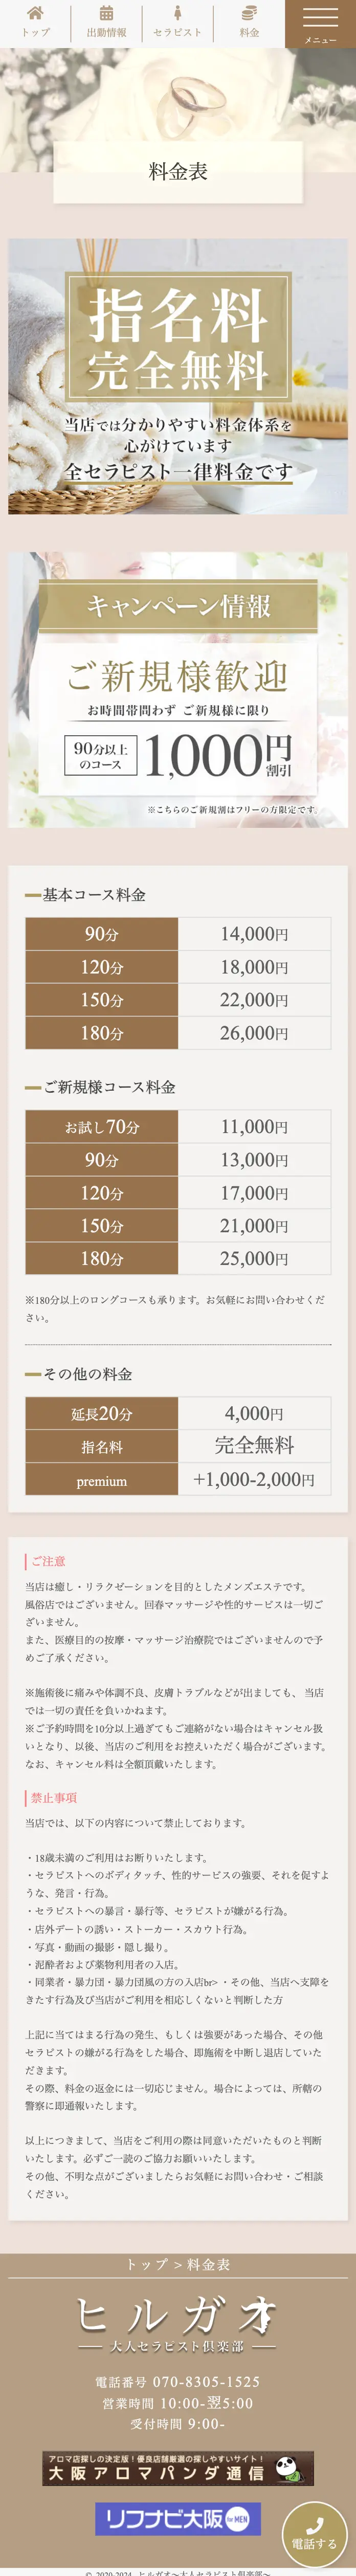 トップ
出勤情報
セラピスト
料金
メニュー
料金表
指名料
完全無料
当店では分かりやすい料金体系を
心がけています
全セラピスト一律料金です
キャンペーン情報
ご新規様歓迎
お時間帯問わず ご新規様に限り
90分以上
のコース
1,000円
割引
※こちらのご新規割はフリーの方限定です。
基本コース料金
90分 14,000円
120分 18,000円
150分 22,000円
180分 26,000円
ご新規様コース料金
お試し70分 11,000円
90分 13,000円
120分 17,000円
150分 21,000円
180分 25,000円
※180分以上のロングコースも承ります。お気軽にお問い合わせくだ
さい。
その他の料金
延長20分 4,000円
指名料 完全無料
premium +1,000-2,000円
ご注意
当店は癒し・リラクゼーションを目的としたメンズエステです。
風俗店ではございません。回春マッサージや性的サービスは一切ご
ざいません。
また、医療目的の按摩・マッサージ治療院ではございませんので予
めご了承ください。
※施術後に痛みや体調不良、皮膚トラブルなどが出ましても、 当店
では一切の責任を負いかねます。
※ご予約時間を10分以上過ぎてもご連絡がない場合はキャンセル扱
いとなり、以後、当店のご利用をお控えいただく場合がございます。
なお、キャンセル料は全額頂戴いたします。
禁止事項
当店では、以下の内容について禁止しております。
・18歳未満のご利用はお断りいたします。
・セラピストへのボディタッチ、性的サービスの強要、それを促すよ
うな、発言・行為。
・セラピストへの暴言・暴行等、セラピストが嫌がる行為。
・店外デートの誘い・ストーカー・スカウト行為。
・写真・動画の撮影・隠し撮り。
・泥酔者および薬物利用者の入店。
・同業者・暴力団・暴力団風の方の入店br> ・その他、当店へ支障を
きたす行為及び当店がご利用を相応しくないと判断した方
上記に当てはまる行為の発生、もしくは強要があった場合、その他
セラピストの嫌がる行為をした場合、即施術を中断し退店していた
だきます。
その際、料金の返金には一切応じません。場合によっては、所轄の
警察に即通報いたします。
以上につきまして、当店をご利用の際は同意いただいたものと判断
いたします。必ずご一読のご協力お願いいたします。
その他、不明な点がございましたらお気軽にお問い合わせ・ご相談
ください。
トップ > 料金表
ヒルガオ
大人セラピスト倶楽部
電話番号 070-8305-1525
営業時間 10:00-翌5:00
受付時間 9:00-
アロマ店探しの決定版！優良店舗厳選の探しやすいサイト！
大阪アロマパンダ通信
リフナビ大阪 for MEN
電話する
© 2020-2024 ヒルガオ～大人セラピスト倶楽部～